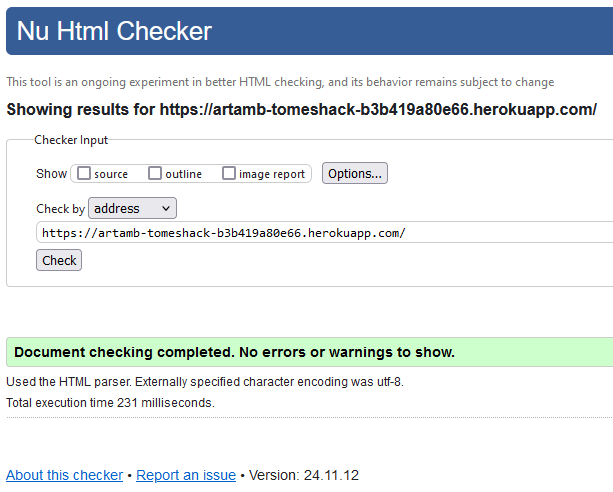 Nu Html Checker
This tool is an ongoing experiment in better HTML checking, and its behavior remains subject to change
Showing results for https://artamb-tomeshack-b3b419a80e66.herokuapp.com/
Checker Input
Show source outline image report Options...
Check by address
https://artamb-tomeshack-b3b419a80e66.herokuapp.com/
Check
Document checking completed. No errors or warnings to show.
Used the HTML parser. Externally specified character encoding was utf-8.
Total execution time 231 milliseconds.
About this checker • Report an issue • Version: 24.11.12